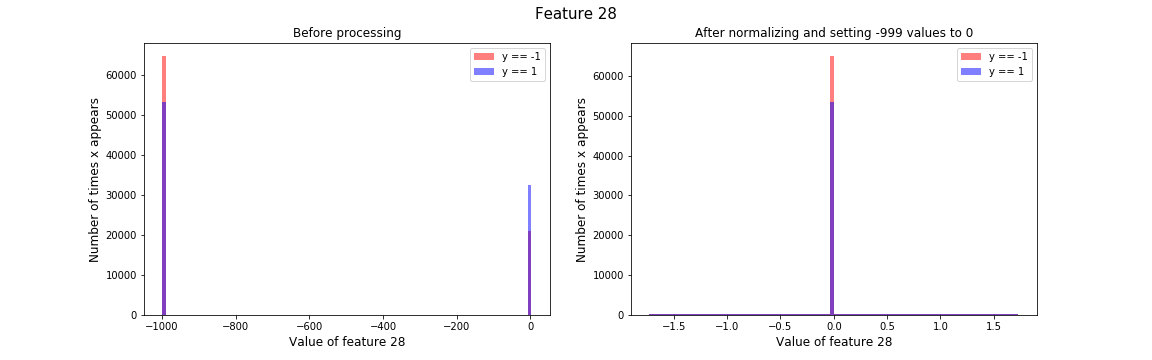 Feature 28
Before processing
Number of times x appears
60000
50000
40000
30000
20000
10000
0
y == -1
y == 1
−1000
−800
−600
−400
−200
0
Value of feature 28
After normalizing and setting -999 values to 0
Number of times x appears
60000
50000
40000
30000
20000
10000
0
y == -1
y == 1
−1.5
−1.0
−0.5
0.0
0.5
1.0
1.5
Value of feature 28